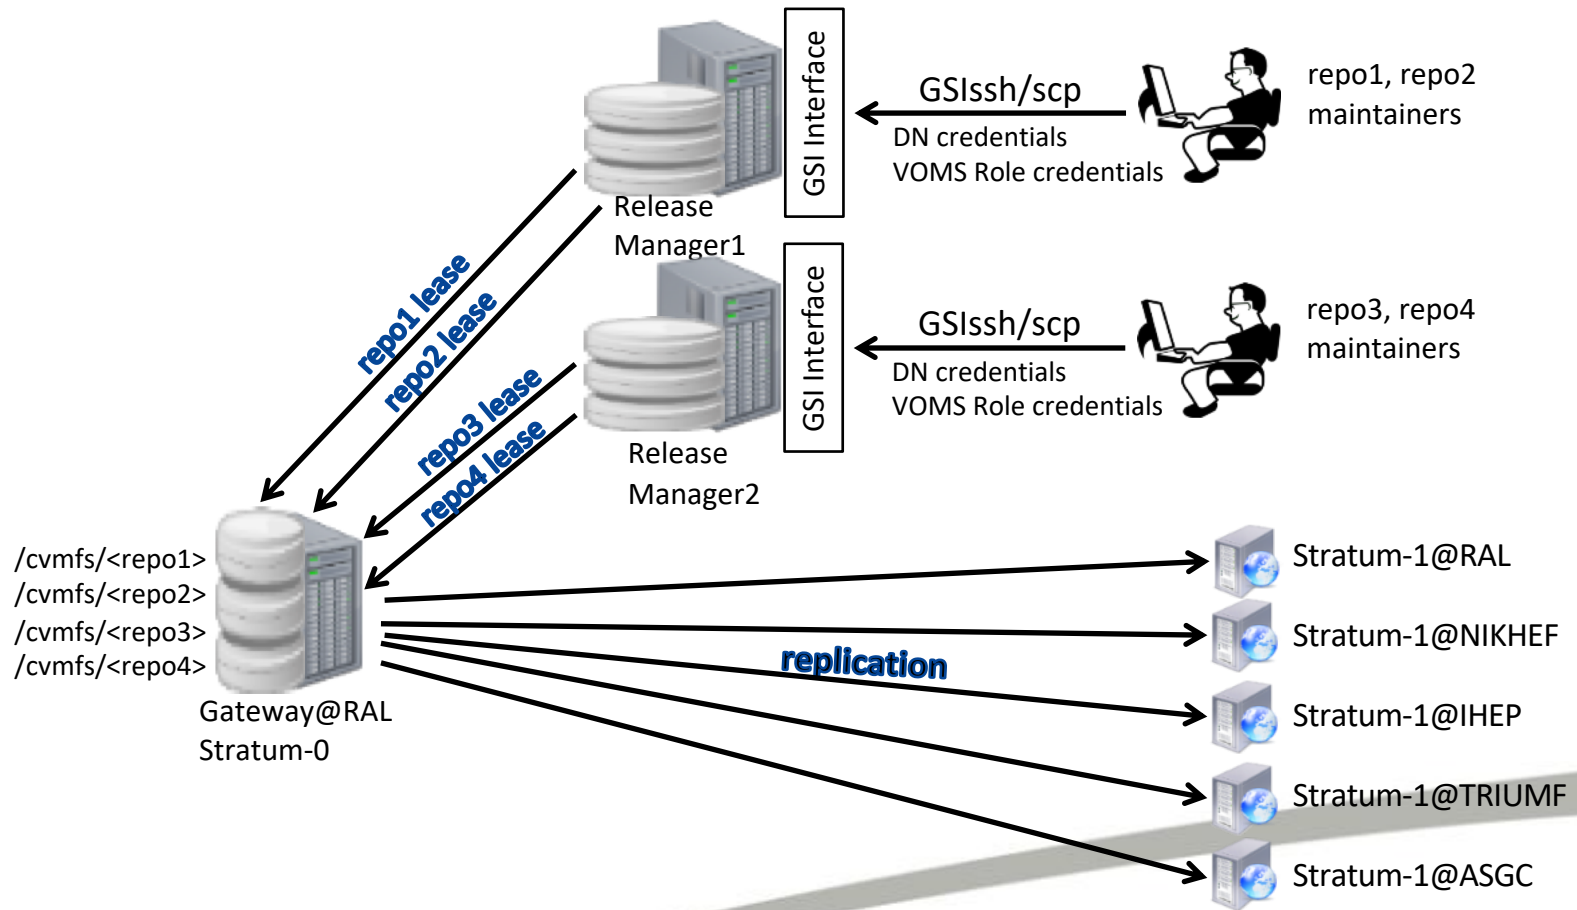 GSI Interface
GSIssh/scp
DN credentials
VOMS Role credentials
repo1, repo2
maintainers
Release
Manager1
GSI Interface
GSIssh/scp
DN credentials
VOMS Role credentials
repo3, repo4
maintainers
Release
Manager2
repo1 lease
repo2 lease
repo3 lease
repo4 lease
/cvmfs/<repo1>
/cvmfs/<repo2>
/cvmfs/<repo3>
/cvmfs/<repo4>
Gateway@RAL
Stratum-0
replication
Stratum-1@RAL
Stratum-1@NIKHEF
Stratum-1@IHEP
Stratum-1@TRIUMF
Stratum-1@ASGC